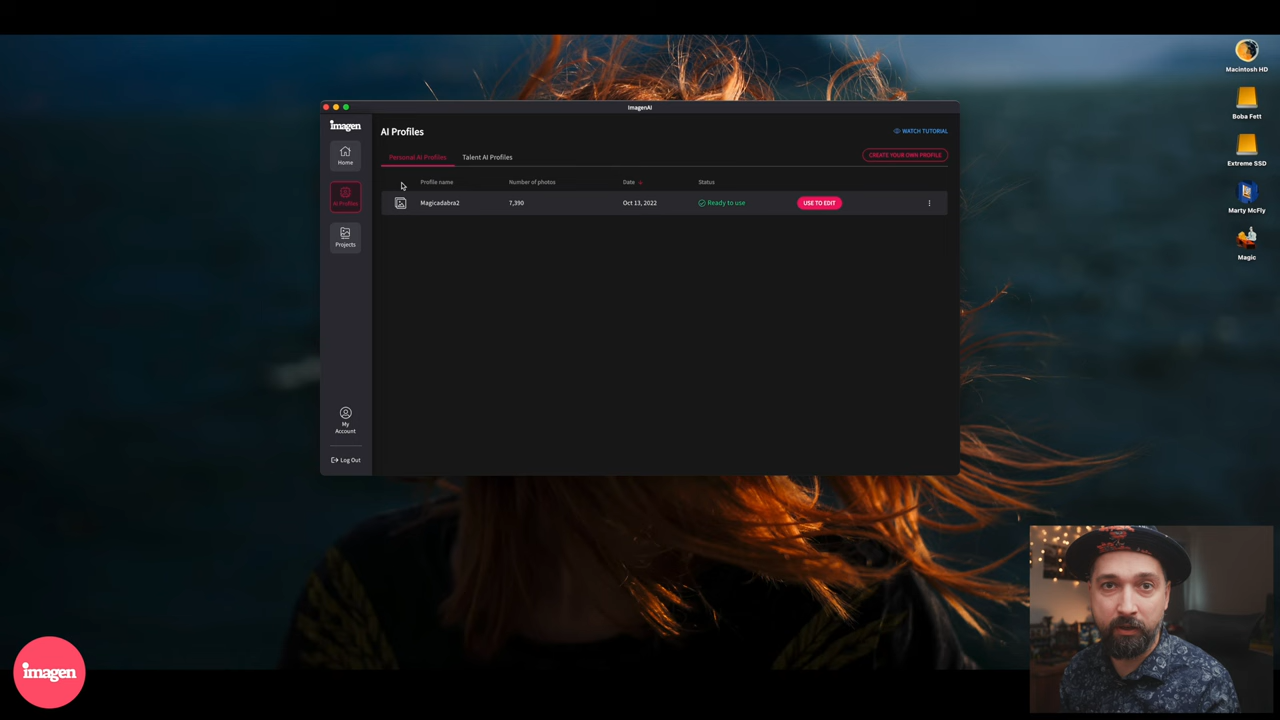 ImagenAI
imagen
Home
AI Profiles
Projects
My
Account
Log Out
AI Profiles
WATCH TUTORIAL
Personal AI Profiles
Talent AI Profiles
CREATE YOUR OWN PROFILE
Profile name
Number of photos
Date
Status
Magicadabra2
7,390
Oct 13, 2022
Ready to use
USE TO EDIT
Macintosh HD
Boba Fett
Extreme SSD
Marty McFly
Magic
imagen